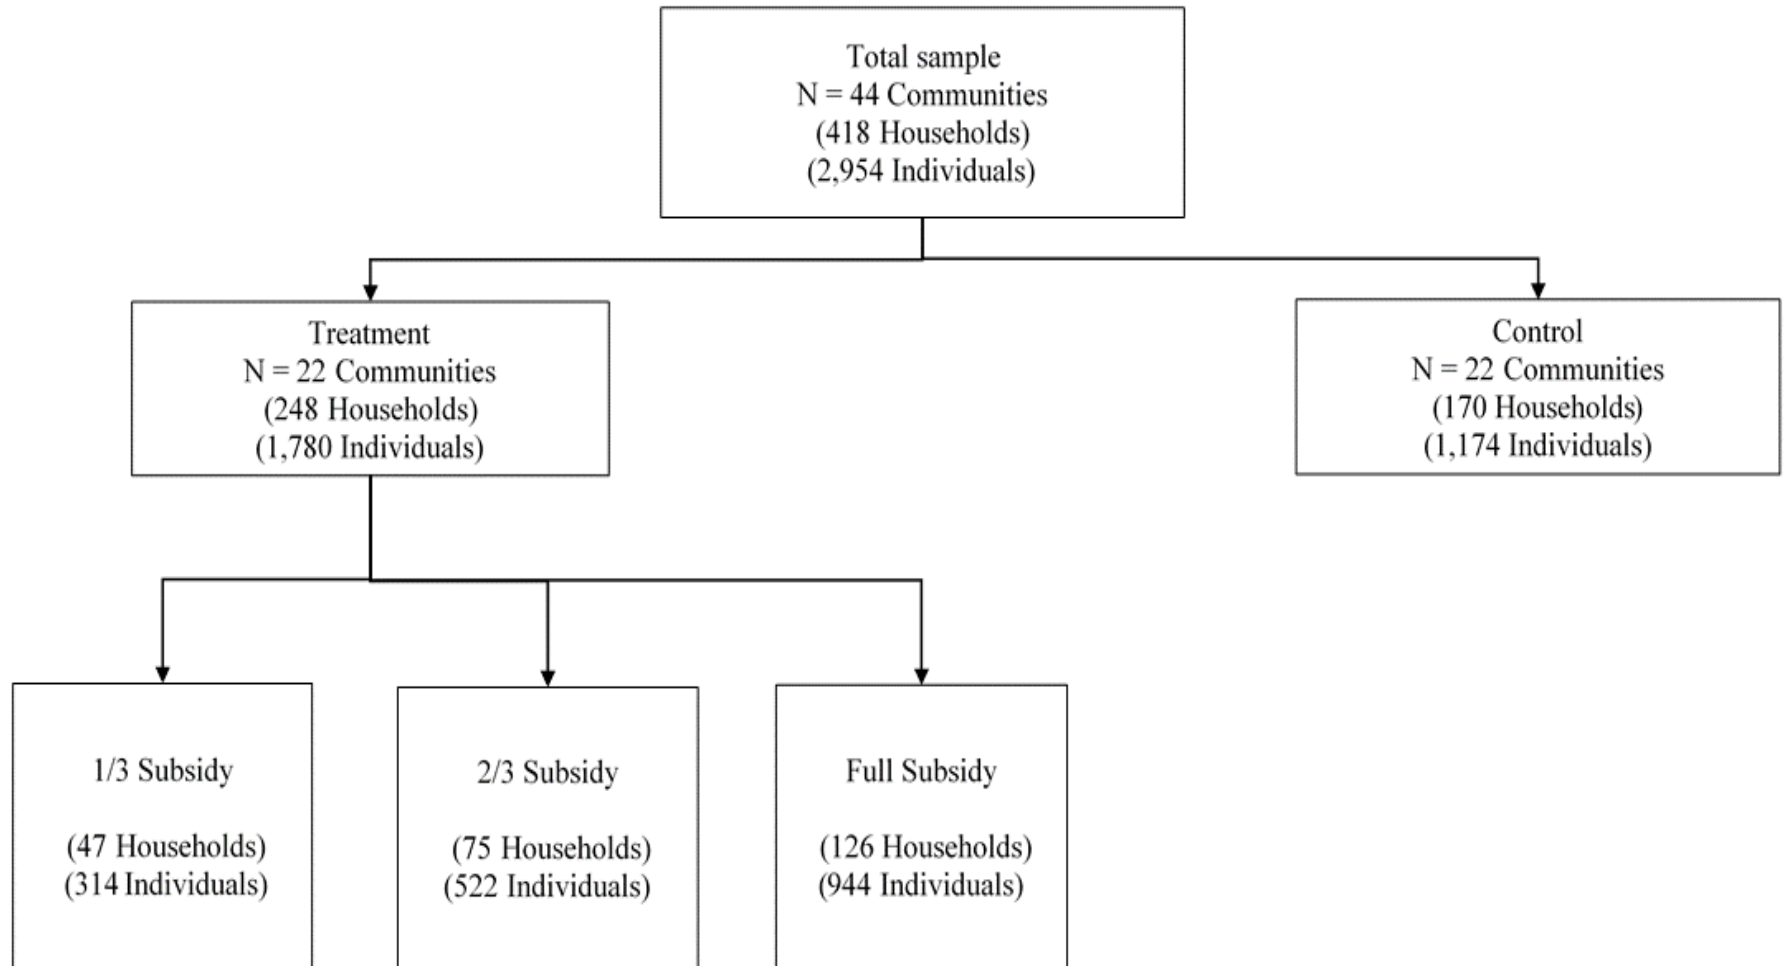 Total sample
N = 44 Communities
(418 Households)
(2,954 Individuals)
Treatment
N = 22 Communities
(248 Households)
(1,780 Individuals)
Control
N = 22 Communities
(170 Households)
(1,174 Individuals)
1/3 Subsidy
(47 Households)
(314 Individuals)
2/3 Subsidy
(75 Households)
(522 Individuals)
Full Subsidy
(126 Households)
(944 Individuals)